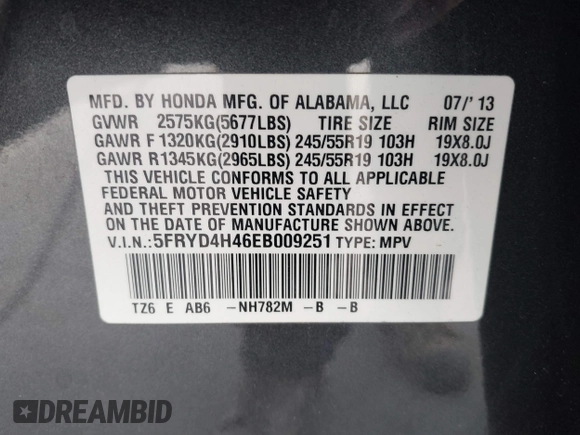 MFD. BY HONDA MFG. OF ALABAMA, LLC 07/'13
GVWR 2575KG(5677LBS) TIRE SIZE RIM SIZE
GAWR F 1320KG(2910LBS) 245/55R19 103H 19X8.0J
GAWR R1345KG(2965LBS) 245/55R19 103H 19X8.0J
THIS VEHICLE CONFORMS TO ALL APPLICABLE
FEDERAL MOTOR VEHICLE SAFETY
AND THEFT PREVENTION STANDARDS IN EFFECT
ON THE DATE OF MANUFACTURE SHOWN ABOVE.
V.I.N.:5FRYD4H46EB009251 TYPE: MPV
TZ6 E AB6 -NH782M -B -B
DREAMBID